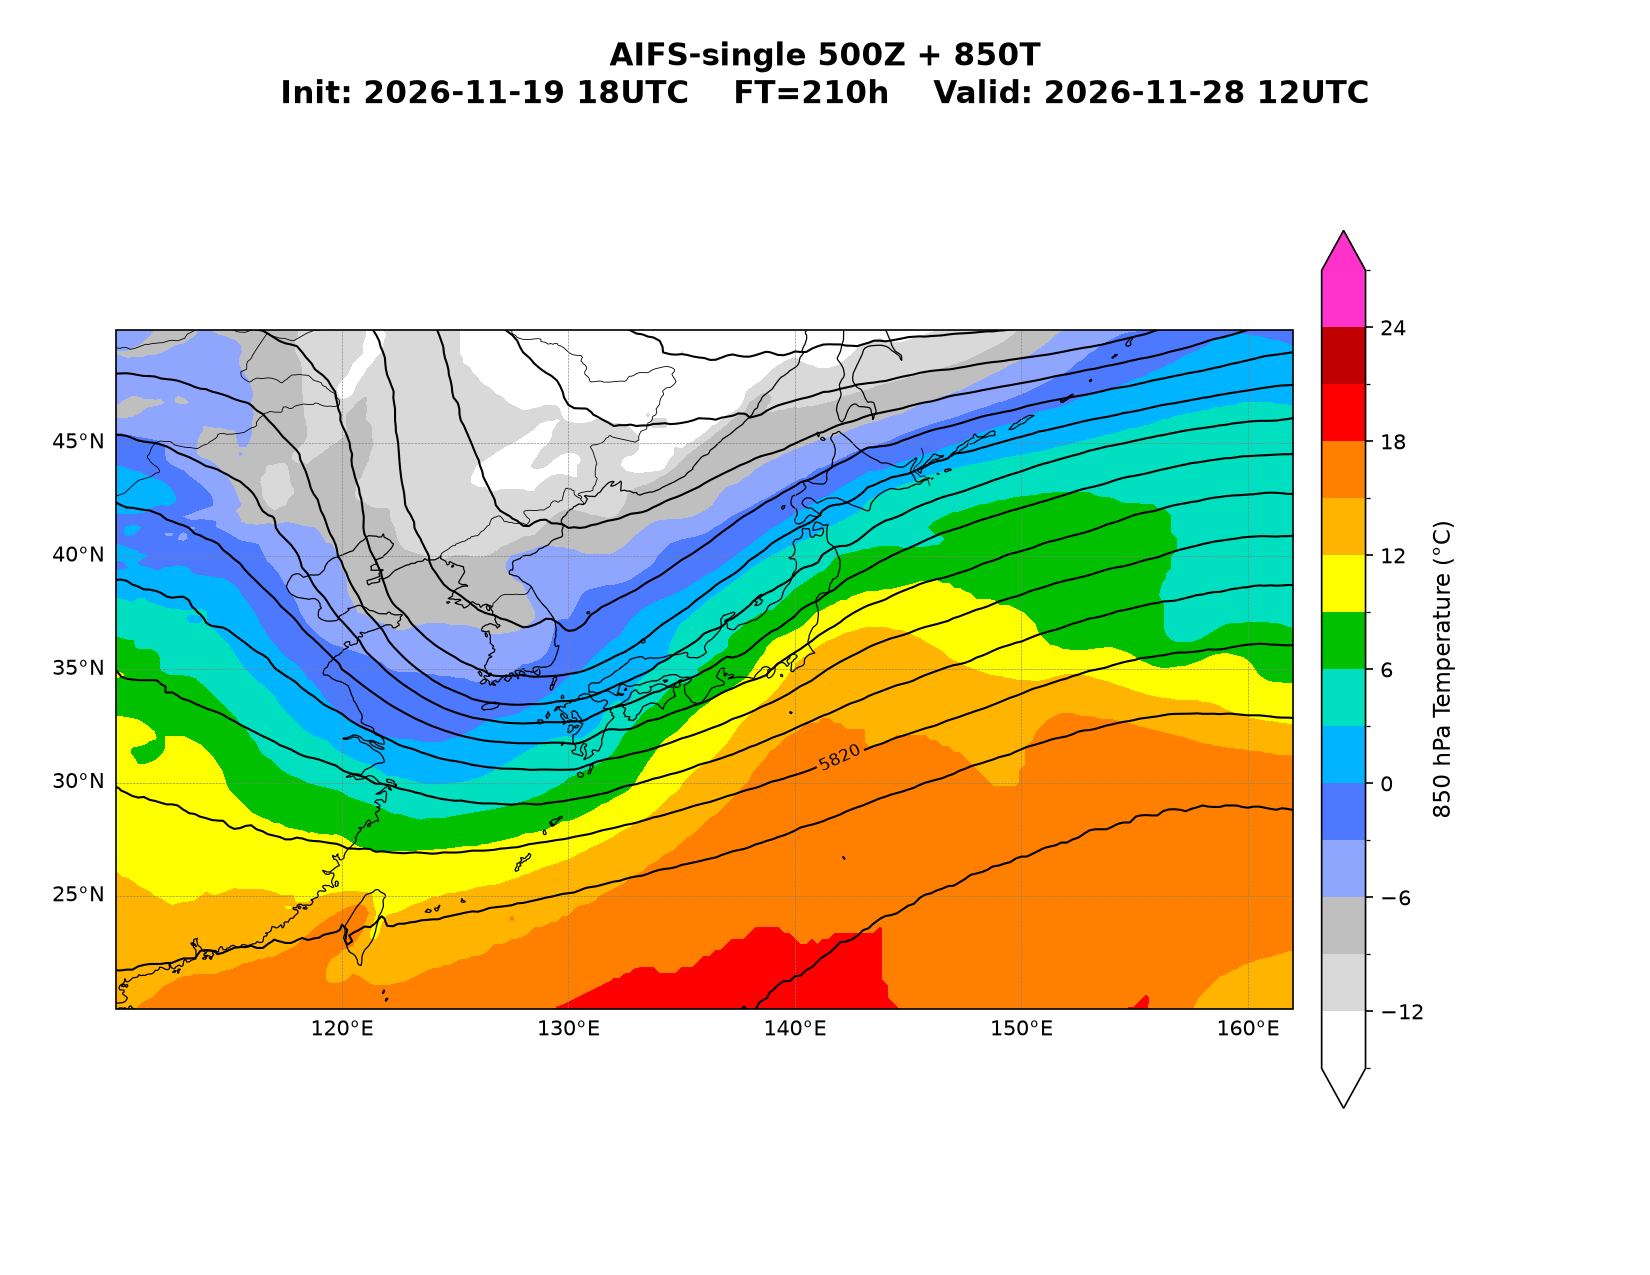 AIFS-single 500Z + 850T
Init: 2026-11-19 18UTC    FT=210h    Valid: 2026-11-28 12UTC
45°N
40°N
35°N
30°N
25°N
120°E
130°E
140°E
150°E
160°E
5820
24
18
12
6
0
−6
−12
850 hPa Temperature (°C)